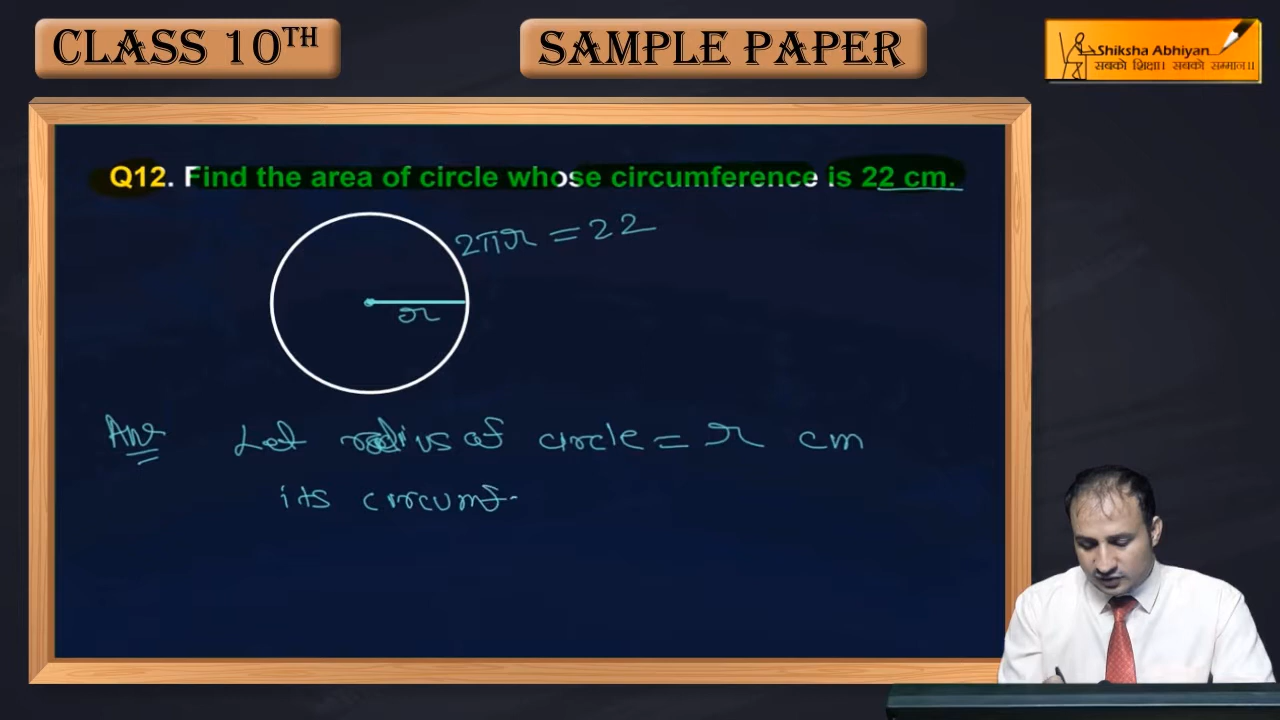 CLASS 10TH
SAMPLE PAPER
Shiksha Abhiyan
सबको शिक्षा। सबको सम्मान।।
Q12. Find the area of circle whose circumference is 22 cm.
2πr = 22
r
Ans Let radius of circle = r cm
its circumf.